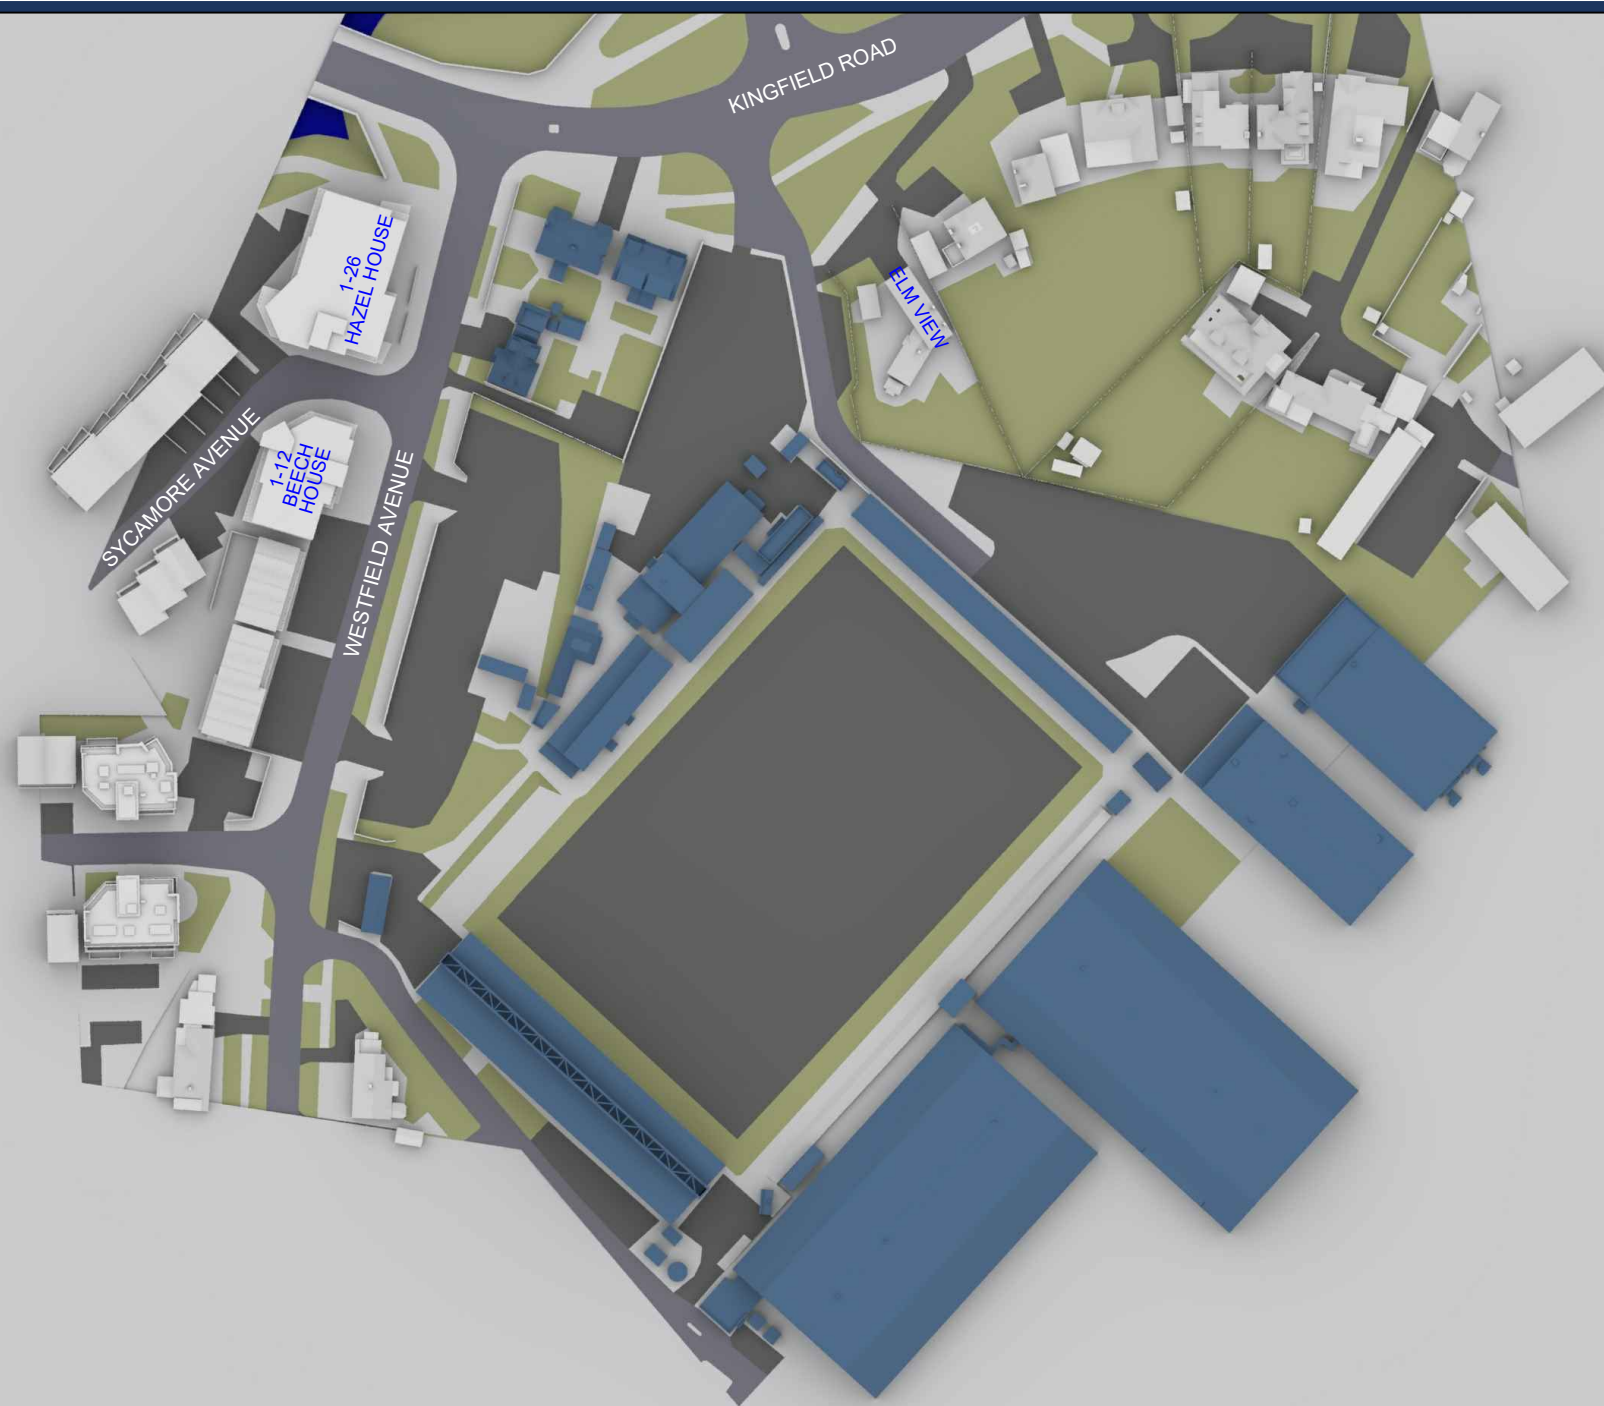 KINGFIELD ROAD
1-26
HAZEL HOUSE
ELM VIEW
SYCAMORE AVENUE
1-12
BEECH
HOUSE
WESTFIELD AVENUE